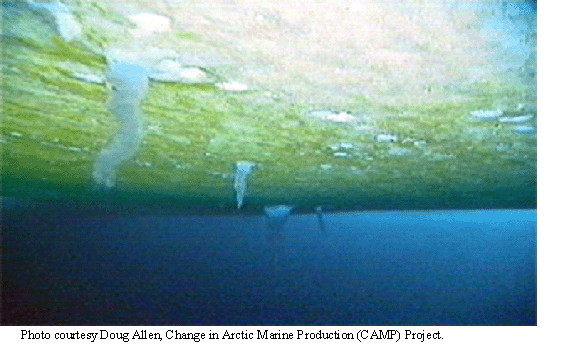 Photo courtesy Doug Allen, Change in Arctic Marine Production (CAMP) Project.